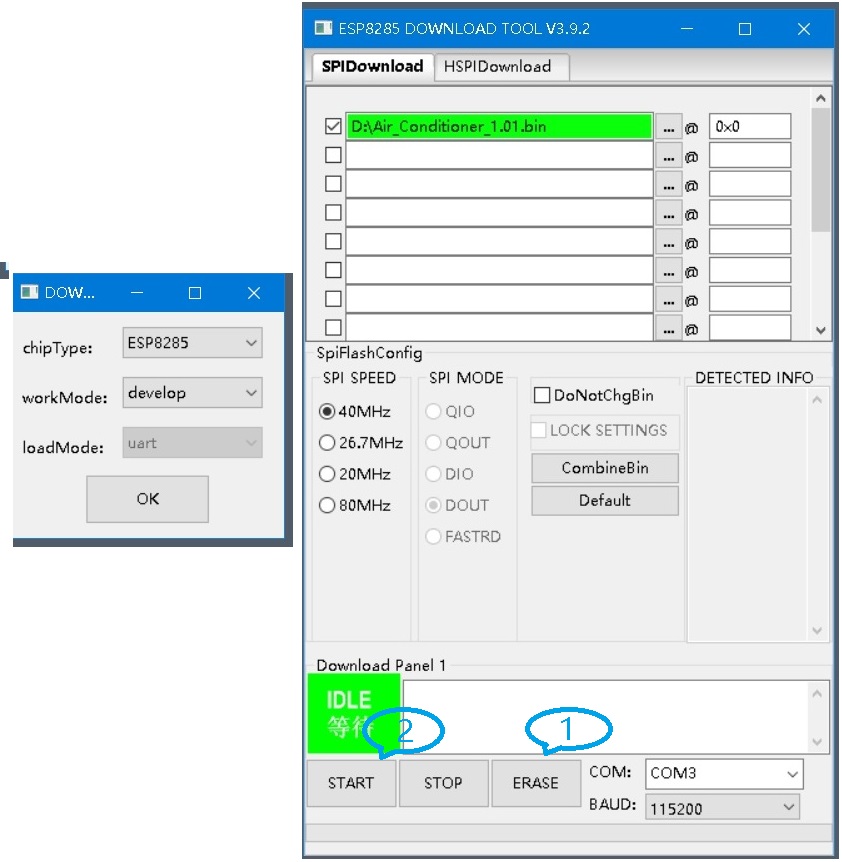 DOW...
chipType: ESP8285
workMode: develop
loadMode: uart
OK
ESP8285 DOWNLOAD TOOL V3.9.2
SPIDownload HSPIDownload
D:\Air_Conditioner_1.01.bin ... @ 0x0
... @
... @
... @
... @
... @
... @
... @
SpiFlashConfig
SPI SPEED
40MHz
26.7MHz
20MHz
80MHz
SPI MODE
QIO
QOUT
DIO
DOUT
FASTRD
DoNotChgBin
LOCK SETTINGS
CombineBin
Default
DETECTED INFO
Download Panel 1
IDLE
等待
2
1
START STOP ERASE
COM: COM3
BAUD: 115200